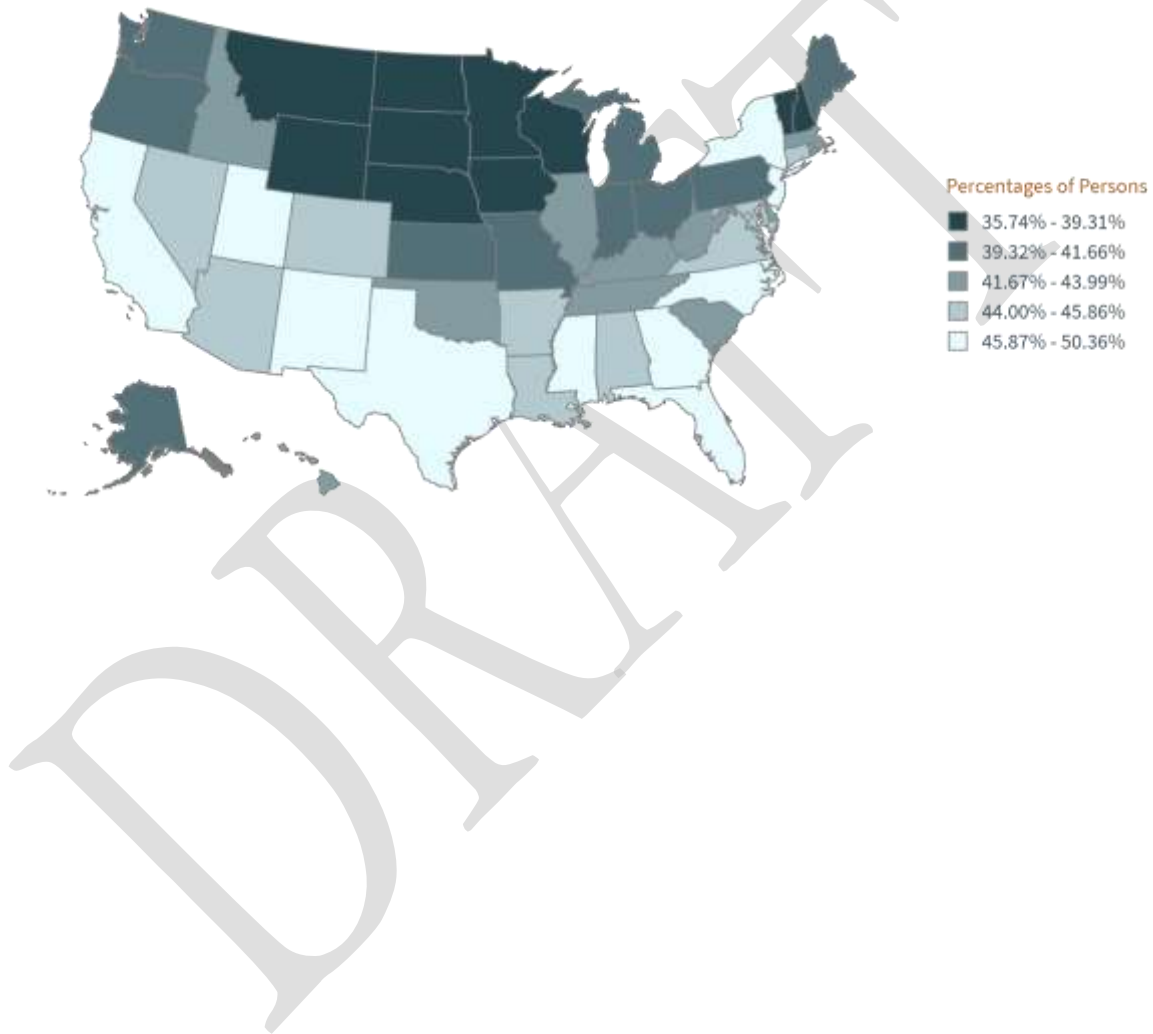 Percentages of Persons
35.74% - 39.31%
39.32% - 41.66%
41.67% - 43.99%
44.00% - 45.86%
45.87% - 50.36%
DRAFT